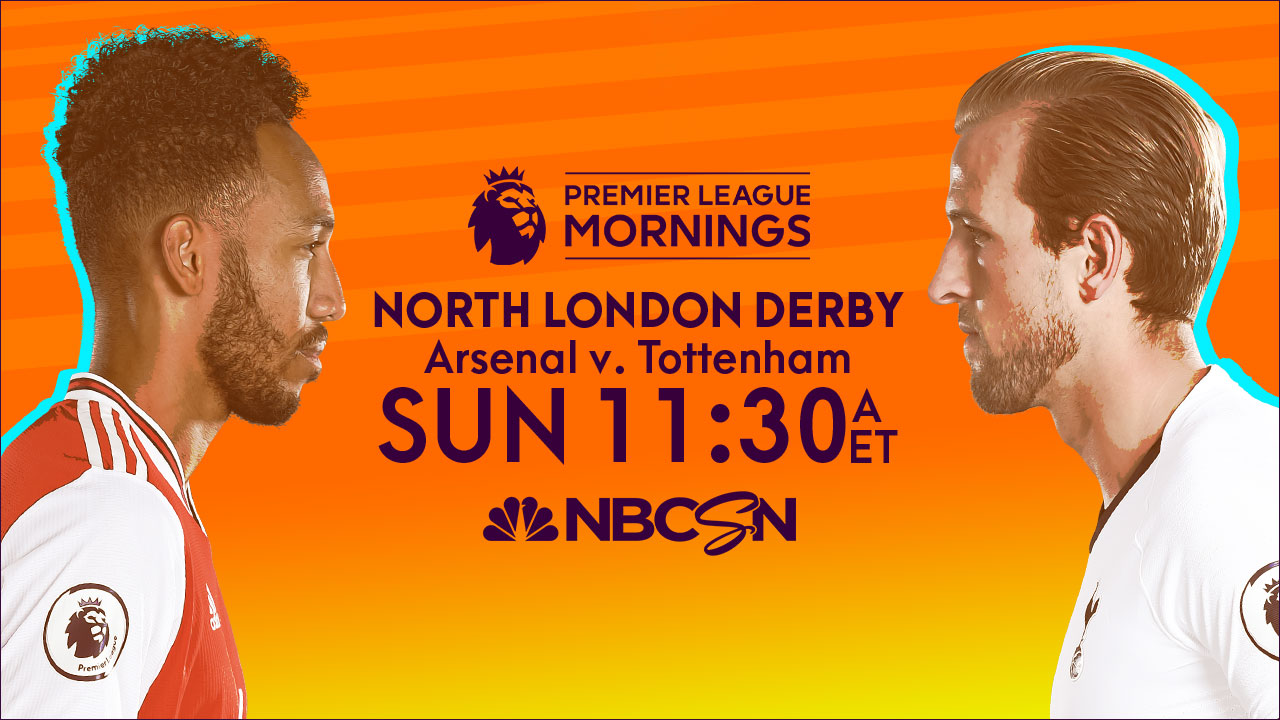 PREMIER LEAGUE
MORNINGS
NORTH LONDON DERBY
Arsenal v. Tottenham
SUN 11:30 A ET
NBCSN
Premier League